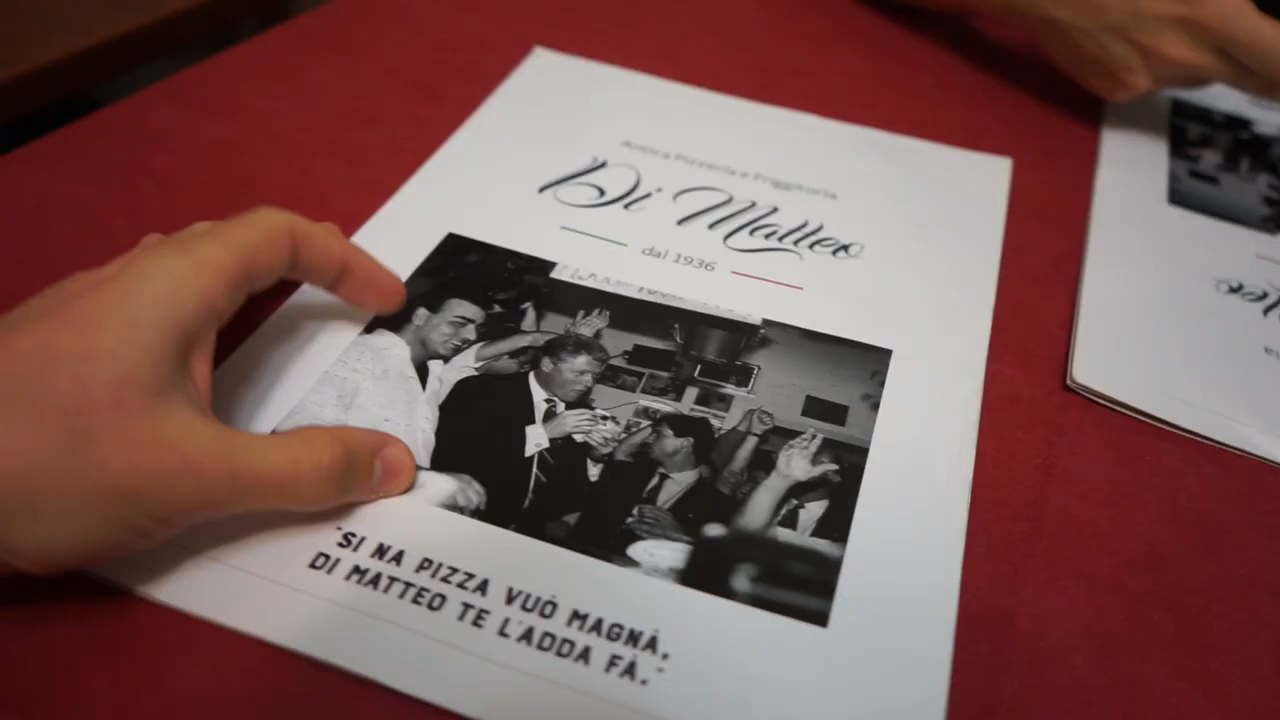 Antica Pizzeria e Friggitoria
Di Matteo
dal 1936
"SI NA PIZZA VUÒ MAGNÀ,
DI MATTEO TE L'ADDA FÀ."